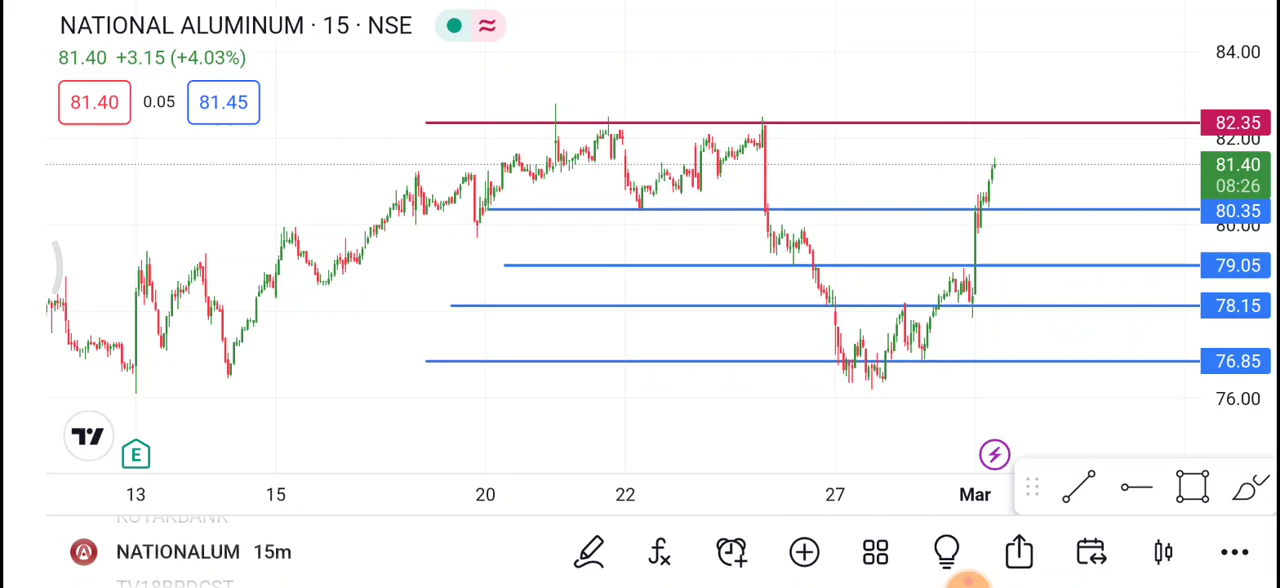 NATIONAL ALUMINUM · 15 · NSE
81.40 +3.15 (+4.03%)
81.40 0.05 81.45
84.00
82.35
82.00
81.40
08:26
80.35
80.00
79.05
78.15
76.85
76.00
E
13 15 20 22 27 Mar
KOTAKBANK
NATIONALUM 15m
TV18BRDCST